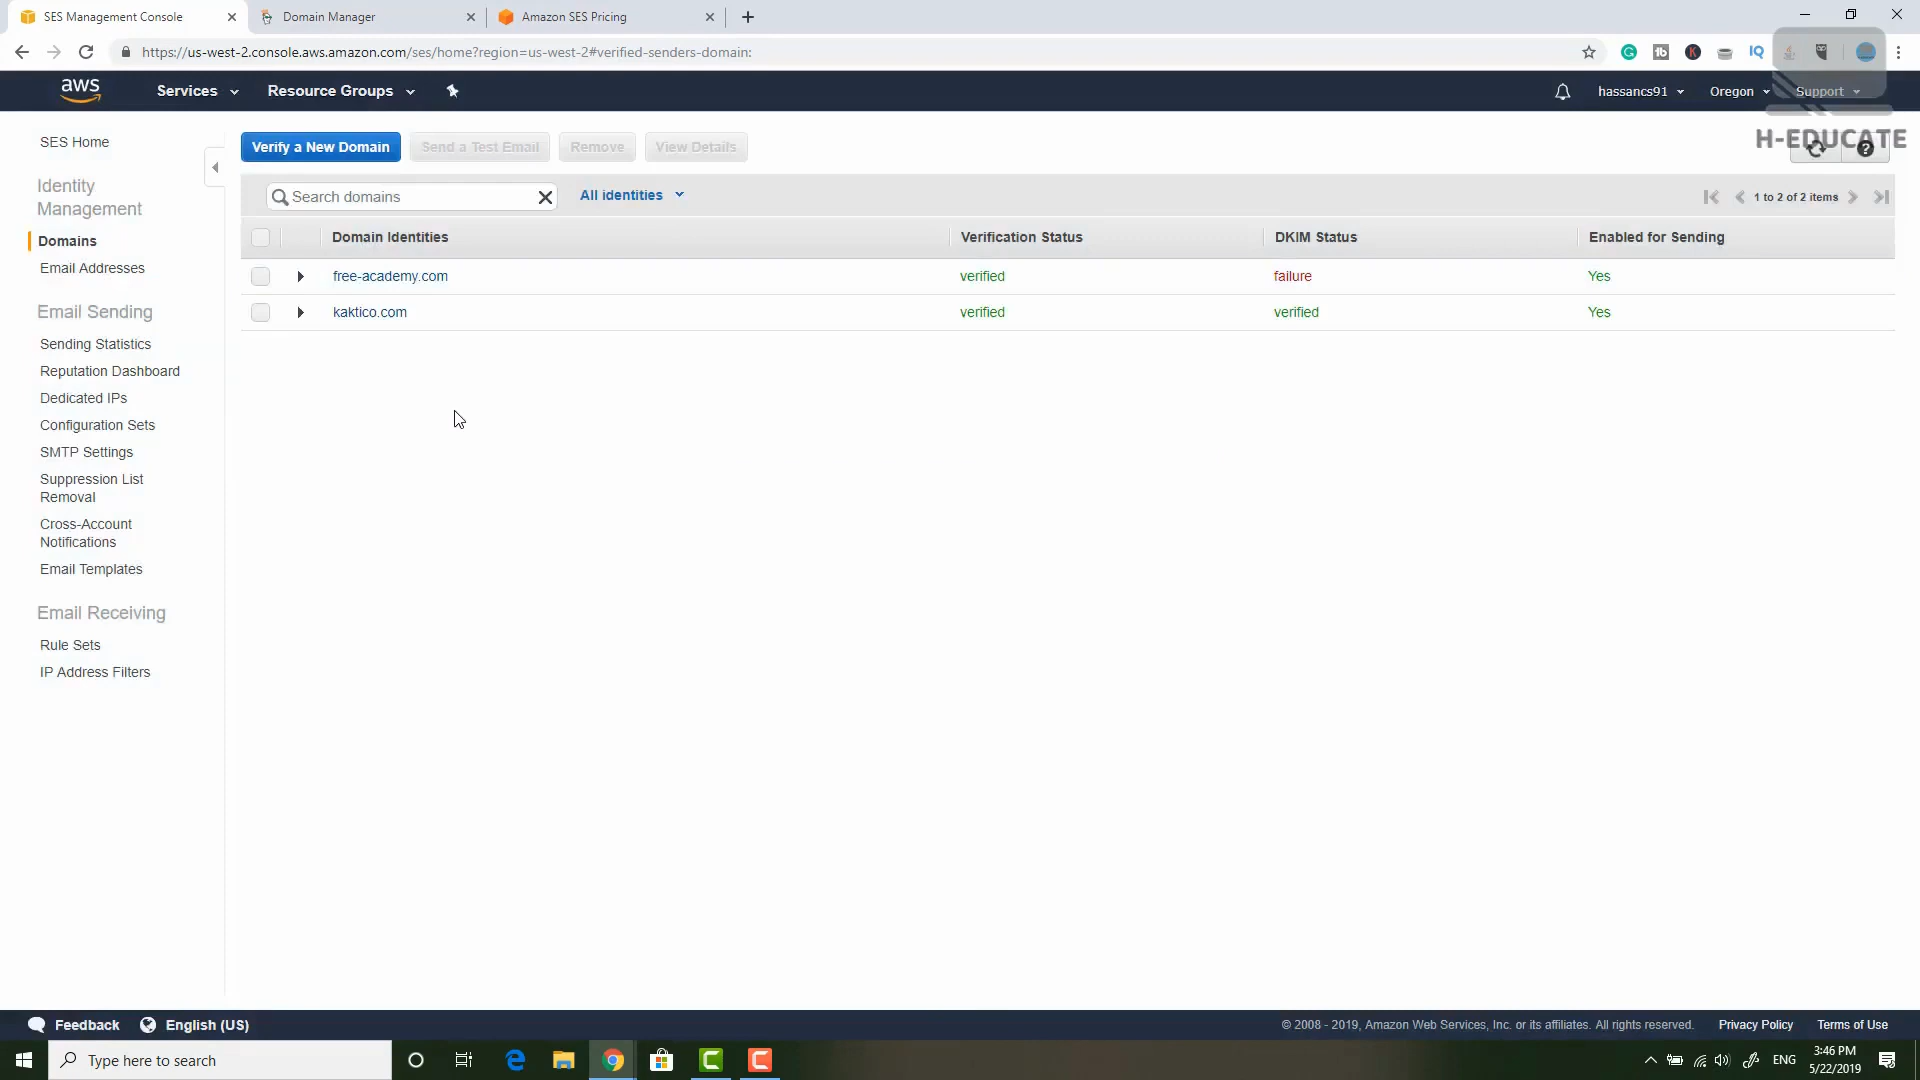 SES Management Console
Domain Manager
Amazon SES Pricing
https://us-west-2.console.aws.amazon.com/ses/home?region=us-west-2#verified-senders-domain:
aws
Services
Resource Groups
hassancs91
Oregon
Support
H-EDUCATE
SES Home
Identity
Management
Domains
Email Addresses
Email Sending
Sending Statistics
Reputation Dashboard
Dedicated IPs
Configuration Sets
SMTP Settings
Suppression List
Removal
Cross-Account
Notifications
Email Templates
Email Receiving
Rule Sets
IP Address Filters
Verify a New Domain
Send a Test Email
Remove
View Details
Search domains
All identities
1 to 2 of 2 items
Domain Identities
Verification Status
DKIM Status
Enabled for Sending
free-academy.com
verified
failure
Yes
kaktico.com
verified
verified
Yes
Feedback
English (US)
© 2008 - 2019, Amazon Web Services, Inc. or its affiliates. All rights reserved.
Privacy Policy
Terms of Use
Type here to search
ENG
3:46 PM
5/22/2019